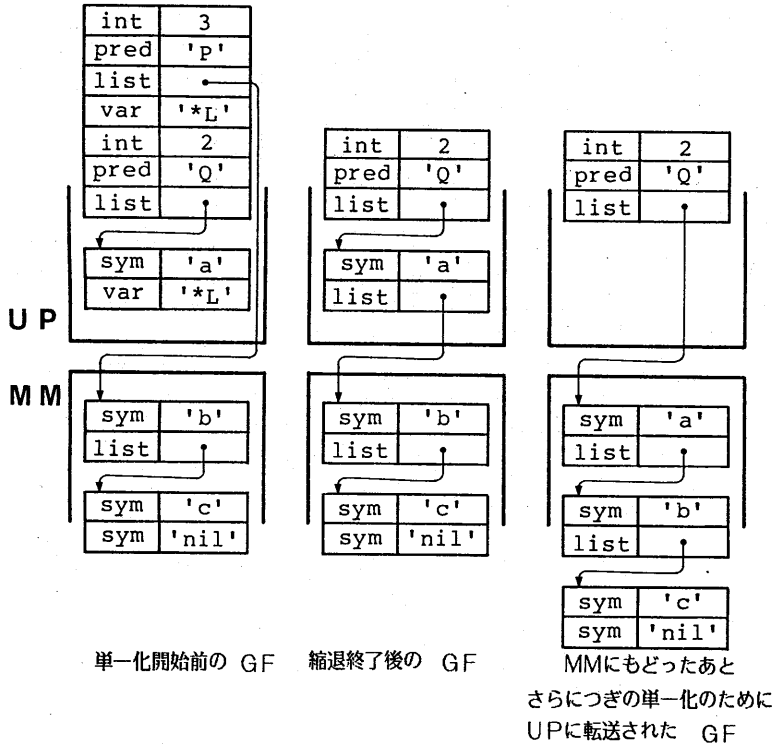 int 3
pred 'P'
list
var '*L'
int 2
pred 'Q'
list
sym 'a'
var '*L'
sym 'b'
list
sym 'c'
sym 'nil'
int 2
pred 'Q'
list
sym 'a'
list
sym 'b'
list
sym 'c'
sym 'nil'
int 2
pred 'Q'
list
sym 'a'
list
sym 'b'
list
sym 'c'
sym 'nil'
UP
MM
単一化開始前の GF
縮退終了後の GF
MMにもどったあと
さらにつぎの単一化のために
UPに転送された GF